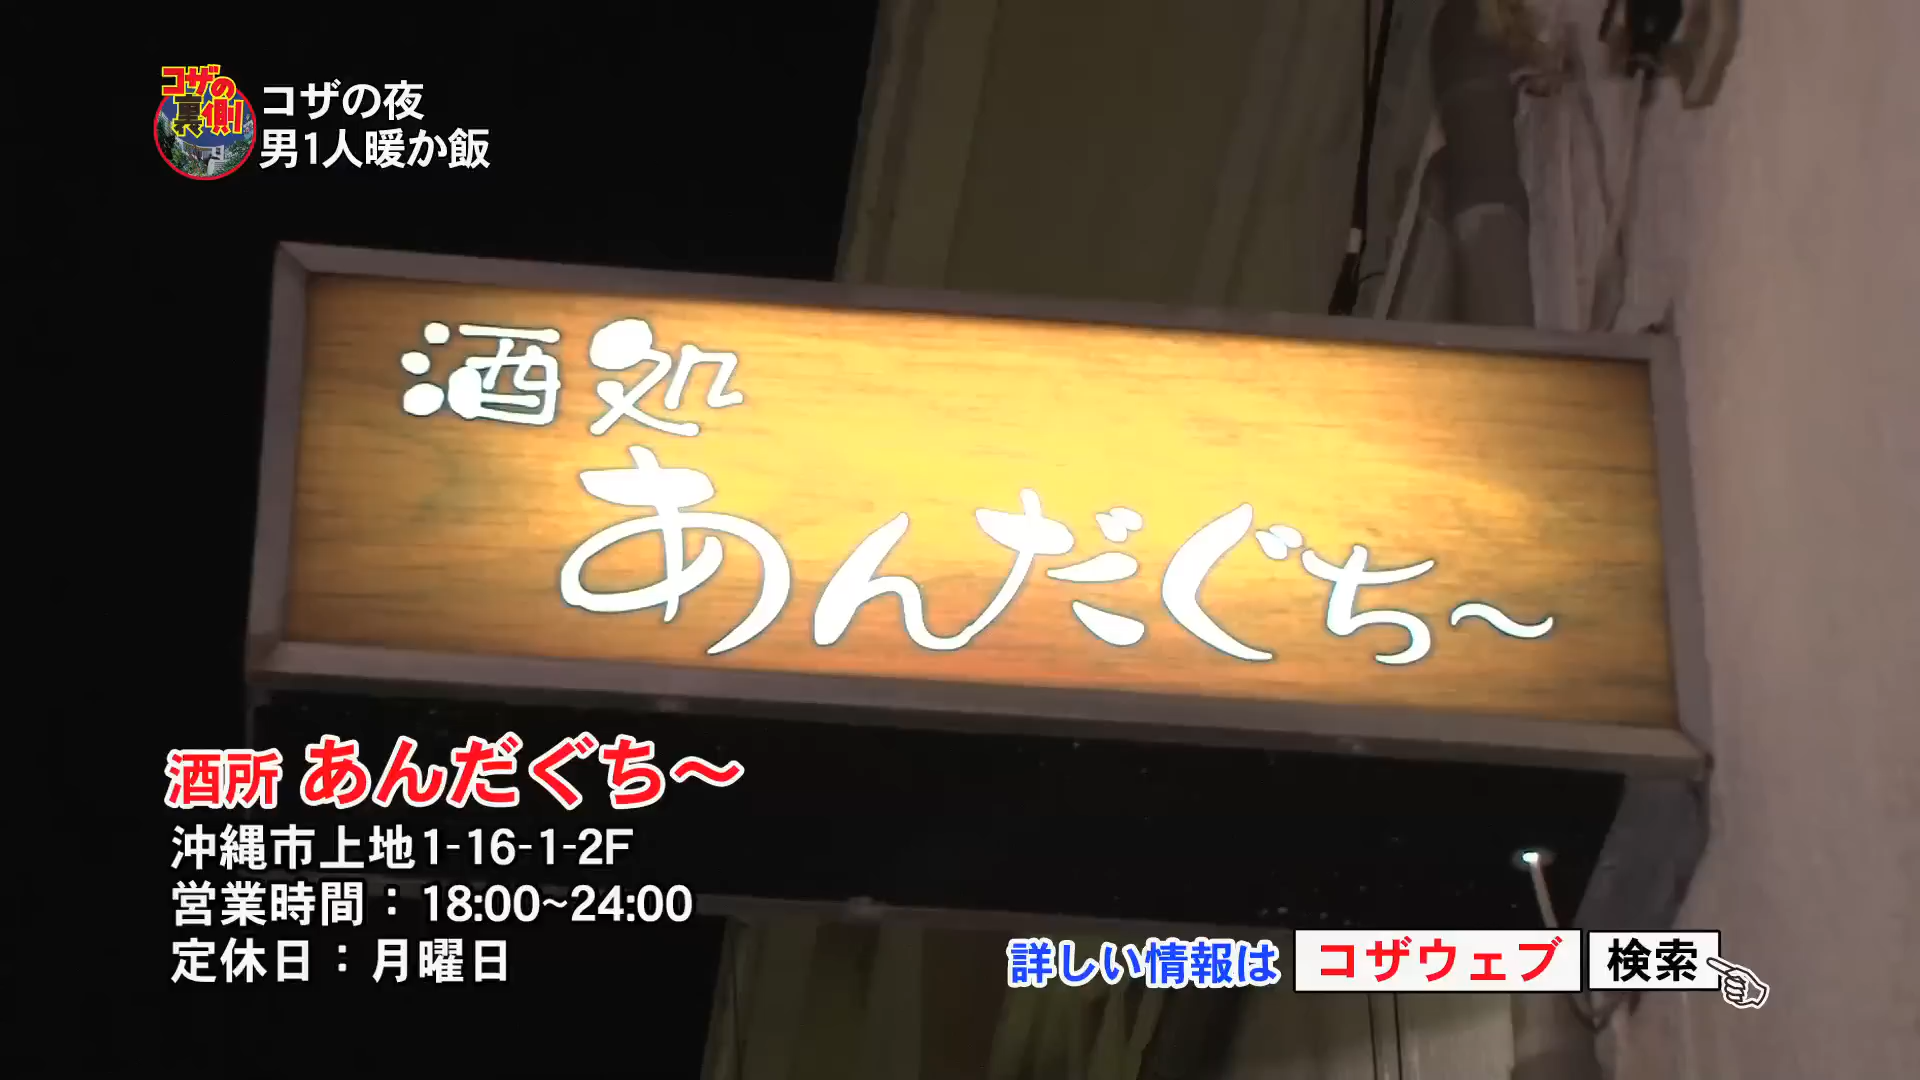 コザの裏側
コザの夜
男1人暖か飯
酒処
あんだぐち～
酒所 あんだぐち～
沖縄市上地1-16-1-2F
営業時間：18:00~24:00
定休日：月曜日
詳しい情報は コザウェブ 検索